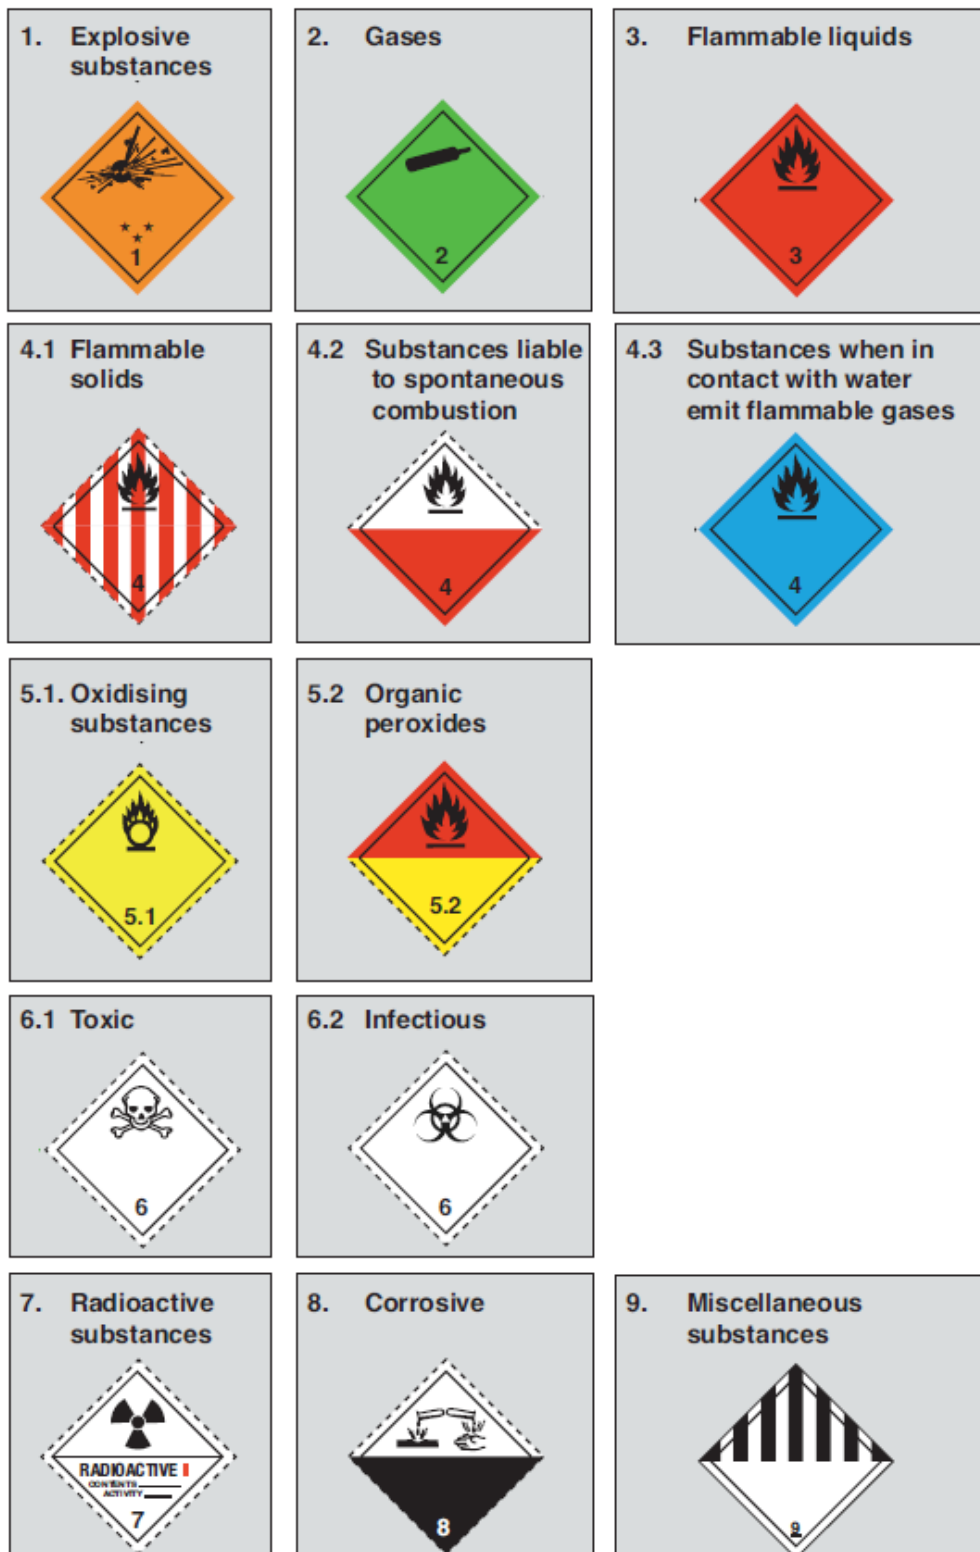 1. Explosive
substances
1
2. Gases
2
3. Flammable liquids
3
4.1 Flammable
solids
4
4.2 Substances liable
to spontaneous
combustion
4
4.3 Substances when in
contact with water
emit flammable gases
4
5.1. Oxidising
substances
5.1
5.2 Organic
peroxides
5.2
6.1 Toxic
6
6.2 Infectious
6
7. Radioactive
substances
RADIOACTIVE I
CONTENTS
ACTIVITY
7
8. Corrosive
8
9. Miscellaneous
substances
9